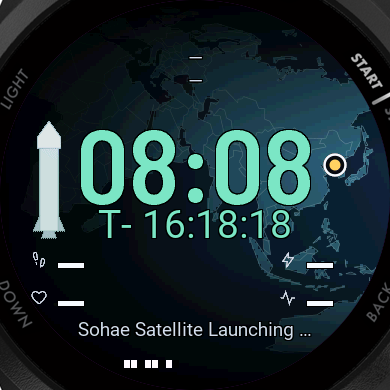 LIGHT
START
08:08
T- 16:18:18
DOWN
BACK
Sohae Satellite Launching ...